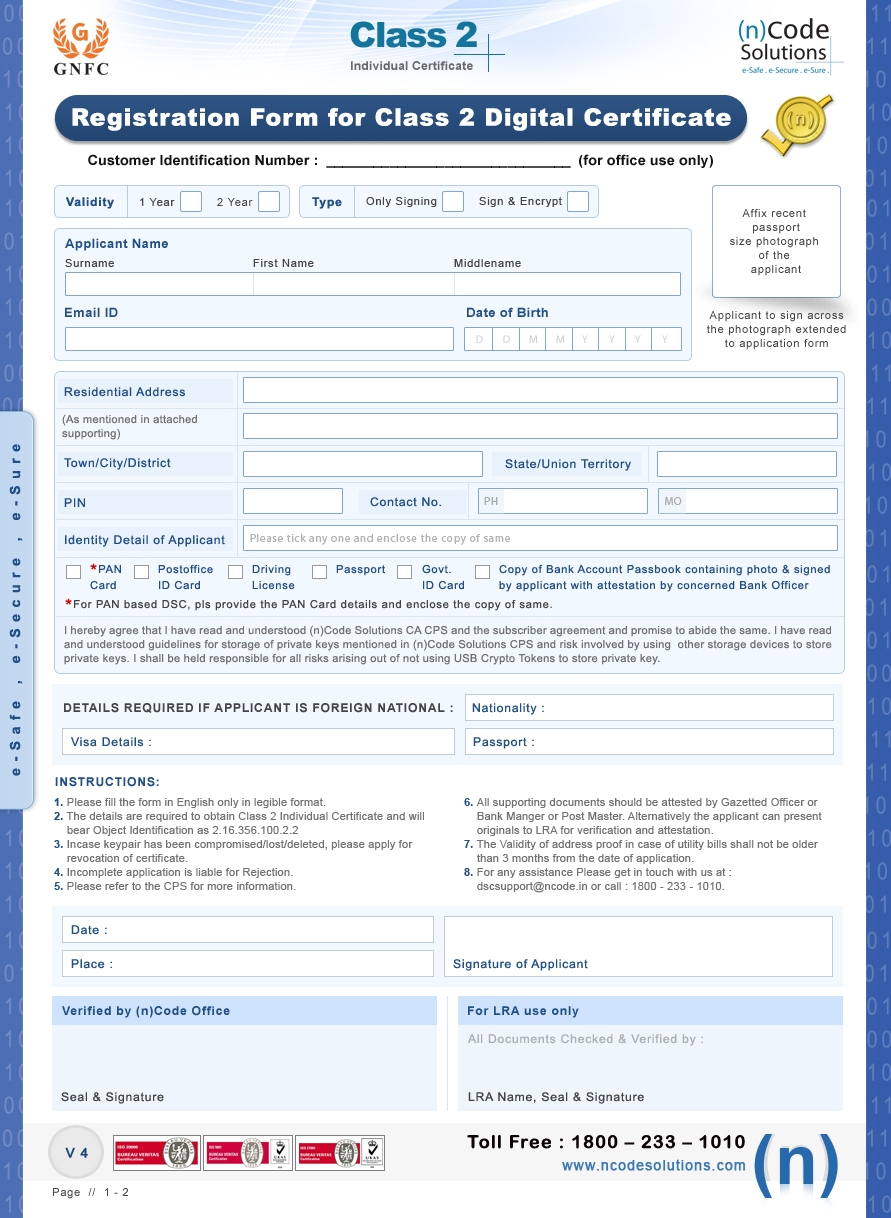 G
GNFC
Class 2
Individual Certificate
(n)Code
Solutions
e-Safe . e-Secure . e-Sure .
Registration Form for Class 2 Digital Certificate
(n)
Customer Identification Number : ____________________________ (for office use only)
Validity 1 Year 2 Year Type Only Signing Sign & Encrypt
Affix recent
passport
size photograph
of the
applicant
Applicant to sign across
the photograph extended
to application form
Applicant Name
Surname First Name Middlename
Email ID Date of Birth
D D M M Y Y Y Y
Residential Address
(As mentioned in attached
supporting)
Town/City/District State/Union Territory
PIN Contact No. PH MO
Identity Detail of Applicant Please tick any one and enclose the copy of same
*PAN Card Postoffice ID Card Driving License Passport Govt. ID Card Copy of Bank Account Passbook containing photo & signed
by applicant with attestation by concerned Bank Officer
*For PAN based DSC, pls provide the PAN Card details and enclose the copy of same.
I hereby agree that I have read and understood (n)Code Solutions CA CPS and the subscriber agreement and promise to abide the same. I have read
and understood guidelines for storage of private keys mentioned in (n)Code Solutions CPS and risk involved by using other storage devices to store
private keys. I shall be held responsible for all risks arising out of not using USB Crypto Tokens to store private key.
e-Safe , e-Secure , e-Sure
DETAILS REQUIRED IF APPLICANT IS FOREIGN NATIONAL : Nationality :
Visa Details : Passport :
INSTRUCTIONS:
1. Please fill the form in English only in legible format.
2. The details are required to obtain Class 2 Individual Certificate and will
bear Object Identification as 2.16.356.100.2.2
3. Incase keypair has been compromised/lost/deleted, please apply for
revocation of certificate.
4. Incomplete application is liable for Rejection.
5. Please refer to the CPS for more information.
6. All supporting documents should be attested by Gazetted Officer or
Bank Manger or Post Master. Alternatively the applicant can present
originals to LRA for verification and attestation.
7. The Validity of address proof in case of utility bills shall not be older
than 3 months from the date of application.
8. For any assistance Please get in touch with us at :
dscsupport@ncode.in or call : 1800 - 233 - 1010.
Date :
Place :
Signature of Applicant
Verified by (n)Code Office
Seal & Signature
For LRA use only
All Documents Checked & Verified by :
LRA Name, Seal & Signature
V 4
BUREAU VERITAS
Certification
BUREAU VERITAS
Certification
UKAS
BUREAU VERITAS
Certification
UKAS
Toll Free : 1800 – 233 – 1010
www.ncodesolutions.com
(n)
Page // 1 - 2